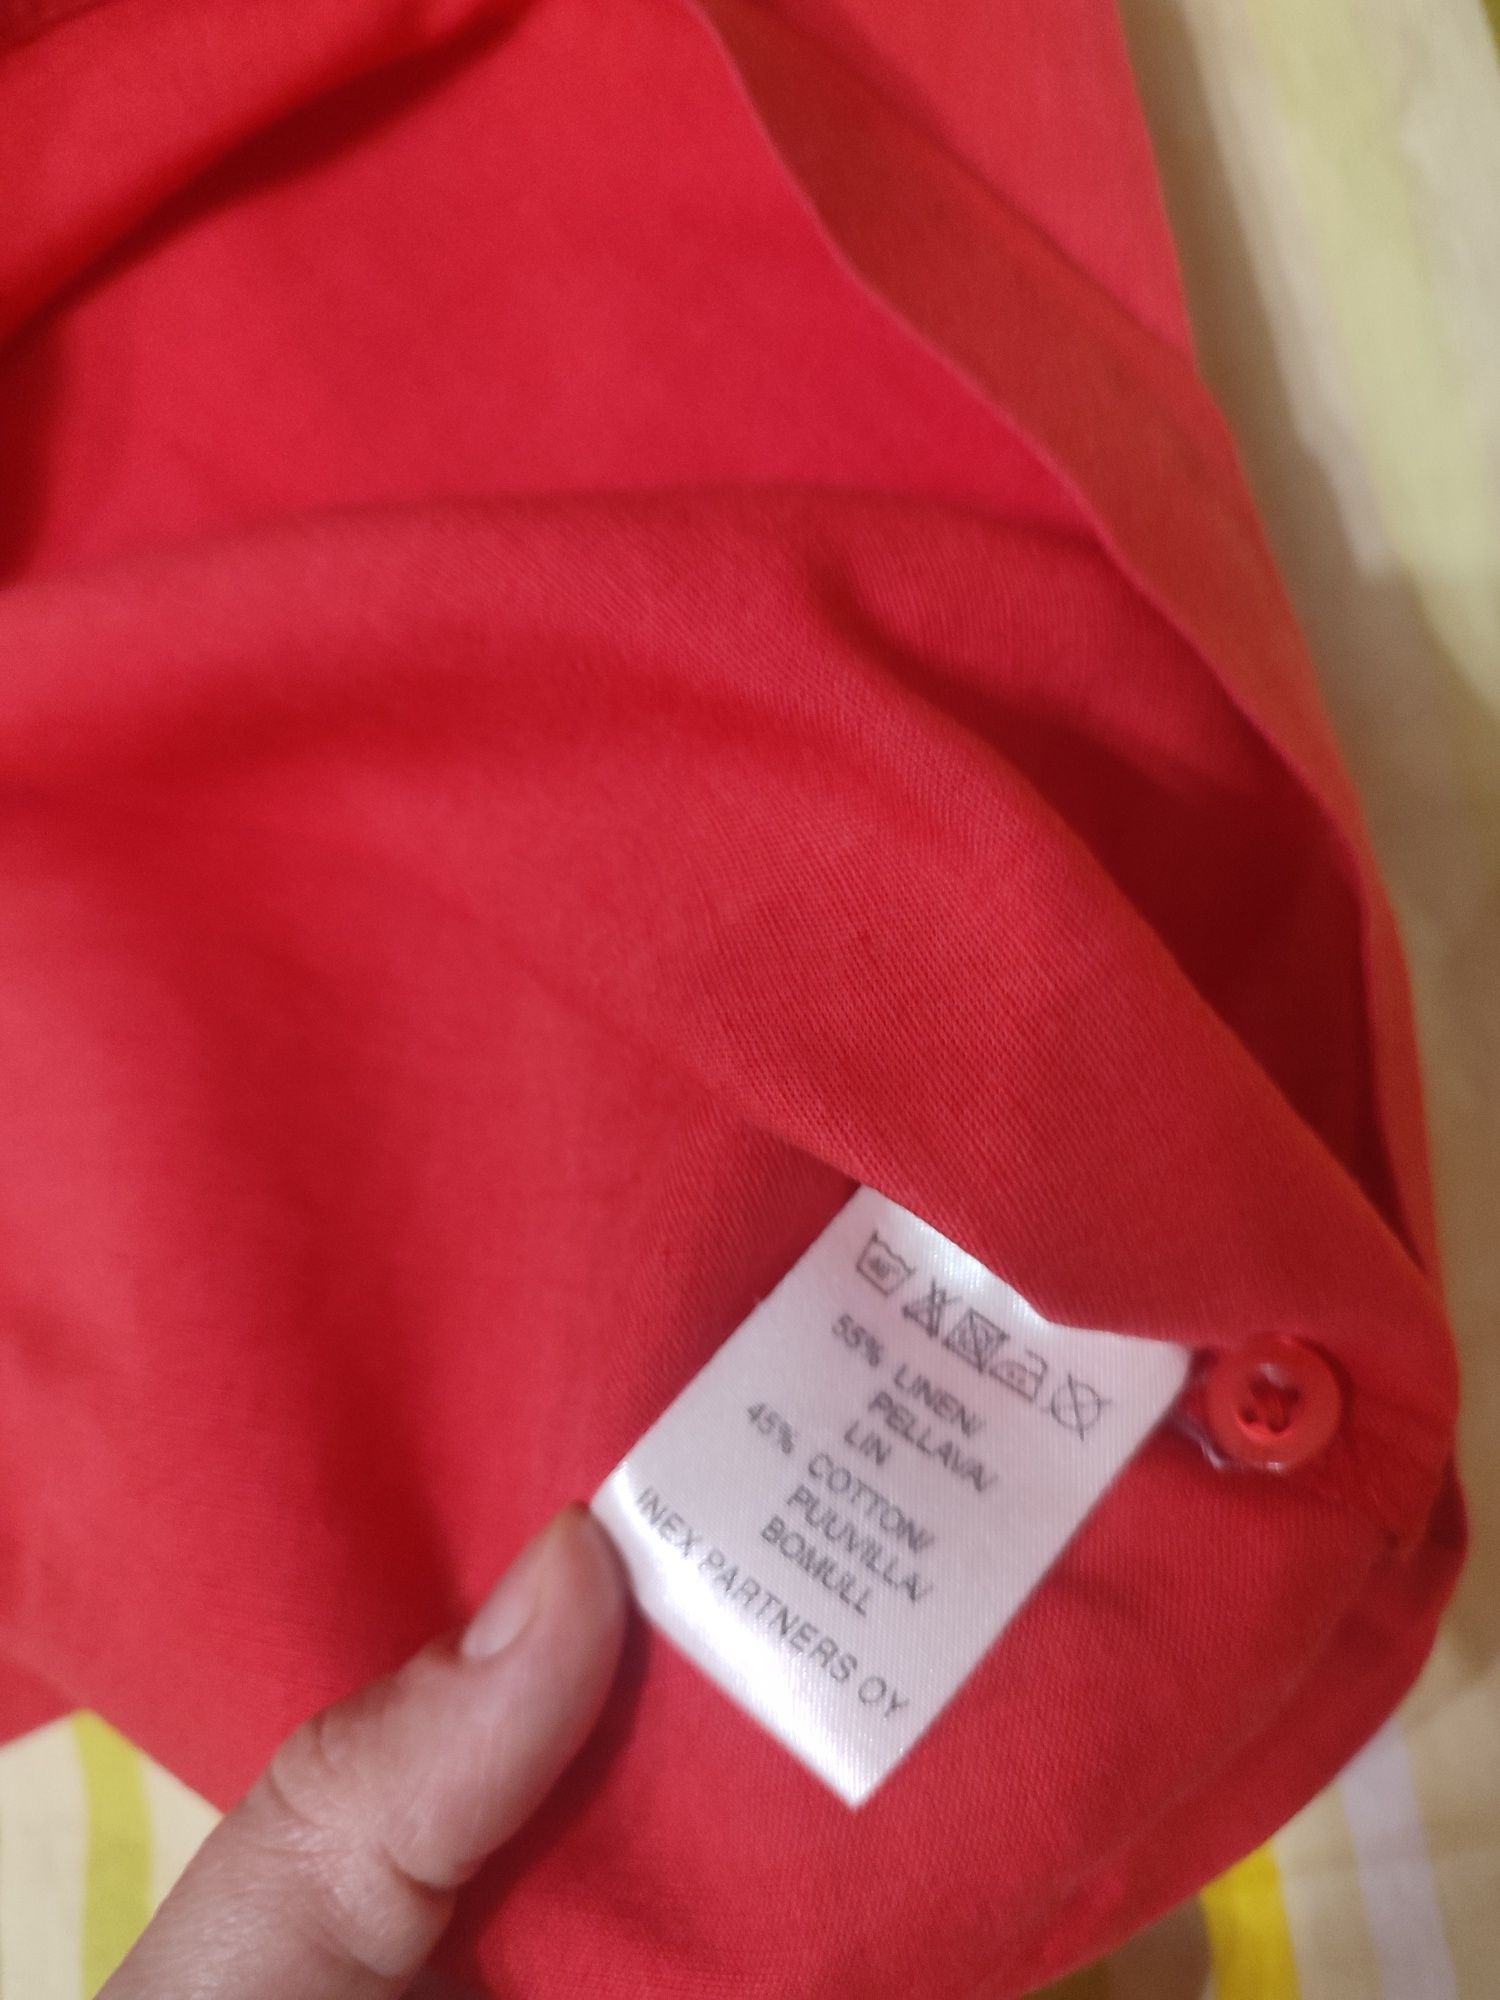 55% LINEN/
PELLAVA/
LIN
45% COTTON/
PUUVILLA/
BOMULL
INEX PARTNERS OY